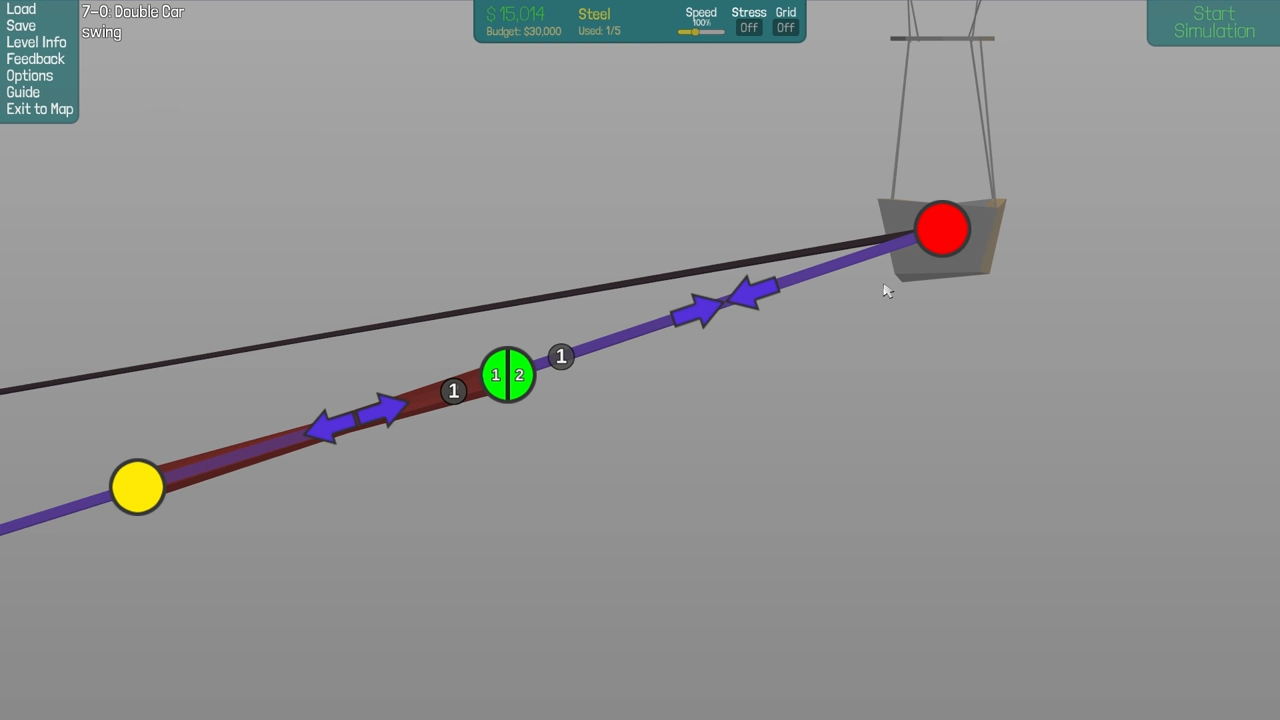 Load
Save
Level Info
Feedback
Options
Guide
Exit to Map
7-0: Double Car
swing
$ 15,014
Budget: $30,000
Steel
Used: 1/5
Speed
100%
Stress
Off
Grid
Off
Start
Simulation
1
1
2
1